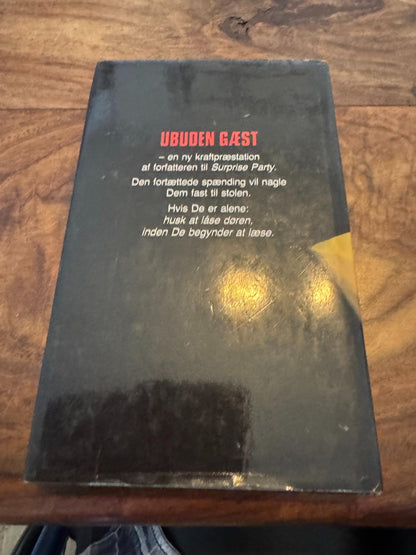 UBUDEN GÆST
– en ny kraftpræstation
af forfatteren til Surprise Party.
Den fortættede spænding vil nagle
Dem fast til stolen.
Hvis De er alene:
husk at låse døren,
inden De begynder at læse.